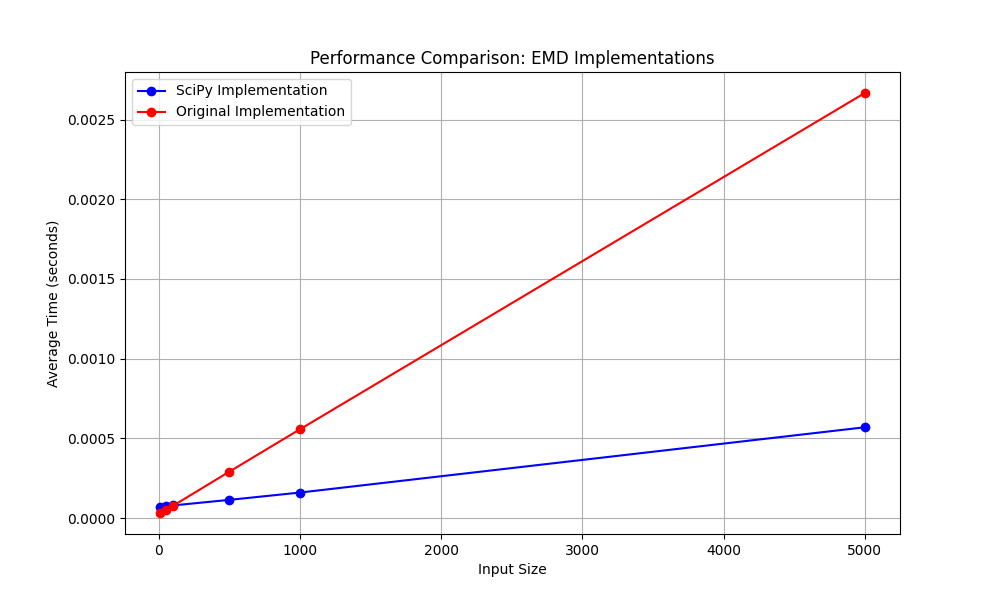 Performance Comparison: EMD Implementations
SciPy Implementation
Original Implementation
Average Time (seconds)
0.0025
0.0020
0.0015
0.0010
0.0005
0.0000
0 1000 2000 3000 4000 5000
Input Size